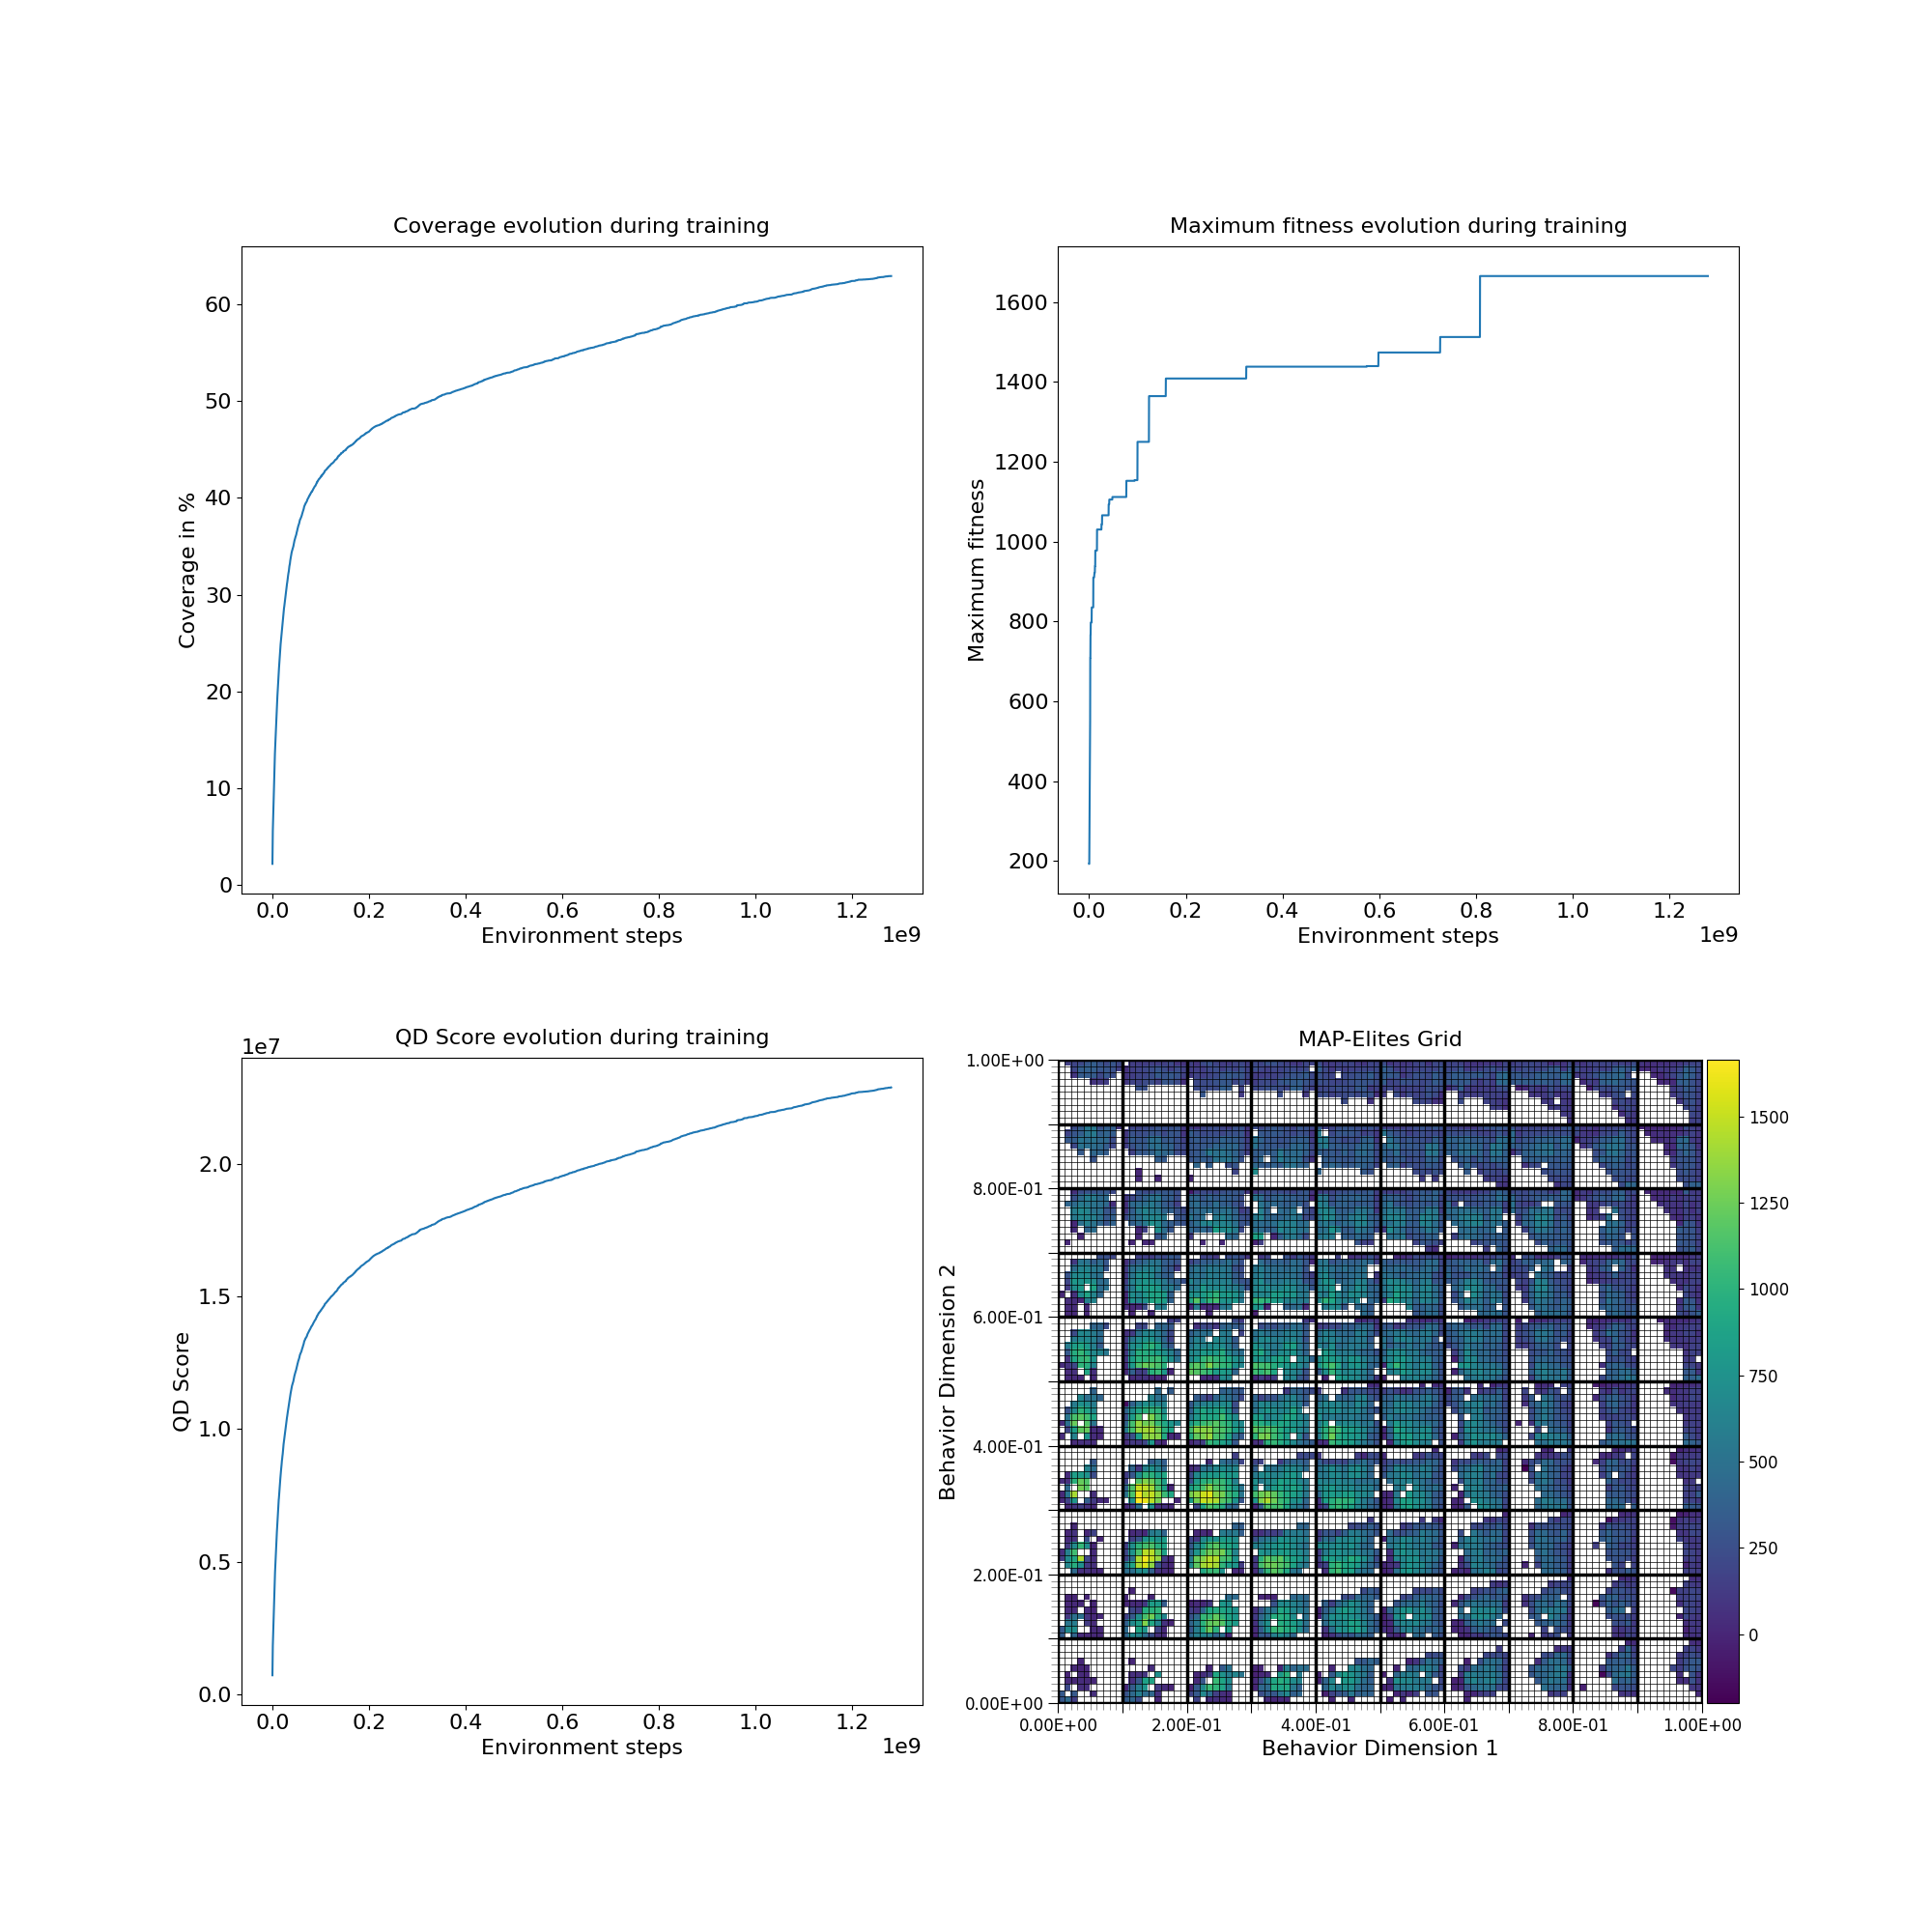 Coverage evolution during training
Coverage in %
60
50
40
30
20
10
0
0.0 0.2 0.4 0.6 0.8 1.0 1.2
Environment steps 1e9
Maximum fitness evolution during training
Maximum fitness
1600
1400
1200
1000
800
600
400
200
0.0 0.2 0.4 0.6 0.8 1.0 1.2
Environment steps 1e9
QD Score evolution during training
1e7
QD Score
2.0
1.5
1.0
0.5
0.0
0.0 0.2 0.4 0.6 0.8 1.0 1.2
Environment steps 1e9
MAP-Elites Grid
Behavior Dimension 2
1.00E+00
8.00E-01
6.00E-01
4.00E-01
2.00E-01
0.00E+00
0.00E+00 2.00E-01 4.00E-01 6.00E-01 8.00E-01 1.00E+00
Behavior Dimension 1
1500
1250
1000
750
500
250
0